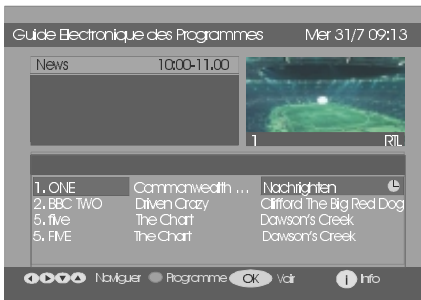 Guide Electronique des Programmes Mer 31/7 09:13
News 10:00-11.00
1 RTL
1. ONE Commonwealth ... Nachrighten
2. BBC TWO Driven Crazy Clifford The Big Red Dog
5. five The Chart Dawson's Creek
5. FIVE The Chart Dawson's Creek
Naviguer Programme OK Voir i Info